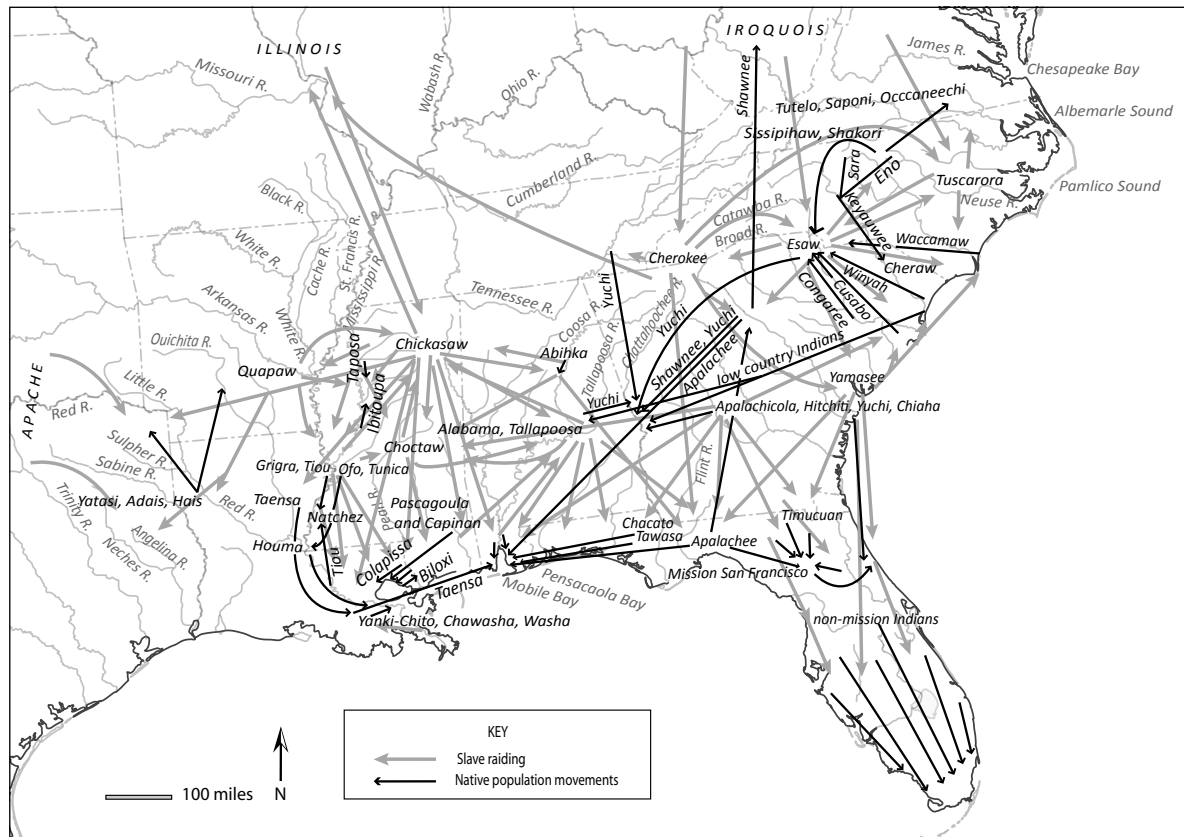 ILLINOIS
IROQUOIS
Missouri R.
Wabash R.
Ohio R.
James R.
Chesapeake Bay
Shawnee
Tutelo, Saponi, Occcaneechi
Albemarle Sound
Sissipihaw, Shakori
Cumberland R.
Sara
Eno
Tuscarora
Pamlico Sound
Black R.
Catawba R.
Keyauwee
Neuse R.
White R.
Cache R.
St. Francis R.
Mississippi R.
Broad R.
Esaw
Waccamaw
Cherokee
Cheraw
Winyah
Tennessee R.
Yuchi
Chattahoochee R.
Cusabo
Congaree
Arkansas R.
White R.
Coosa R.
Tallapoosa R.
Yuchi
Ouichita R.
Chickasaw
Abihka
Shawnee, Yuchi
Apalachee
Taposa
low country Indians
APACHE
Little R.
Quapaw
Yamasee
Red R.
Ibitoupa
Yuchi
Apalachicola, Hitchiti, Yuchi, Chiaha
Alabama, Tallapoosa
Sulpher R.
Choctaw
Sabine R.
Grigra, Tiou
Ofo, Tunica
Flint R.
Trinity R.
Yatasi, Adais, Hais
Red R.
Taensa
Pearl R.
Pascagoula
and Capinan
Natchez
Chacato
Timucuan
Angelina R.
Tawasa
Neches R.
Houma
Apalachee
Tiou
Colapissa
Biloxi
Mission San Francisco
Taensa
Mobile Bay
Pensacaola Bay
Yanki-Chito, Chawasha, Washa
non-mission Indians
KEY
Slave raiding
Native population movements
100 miles
N